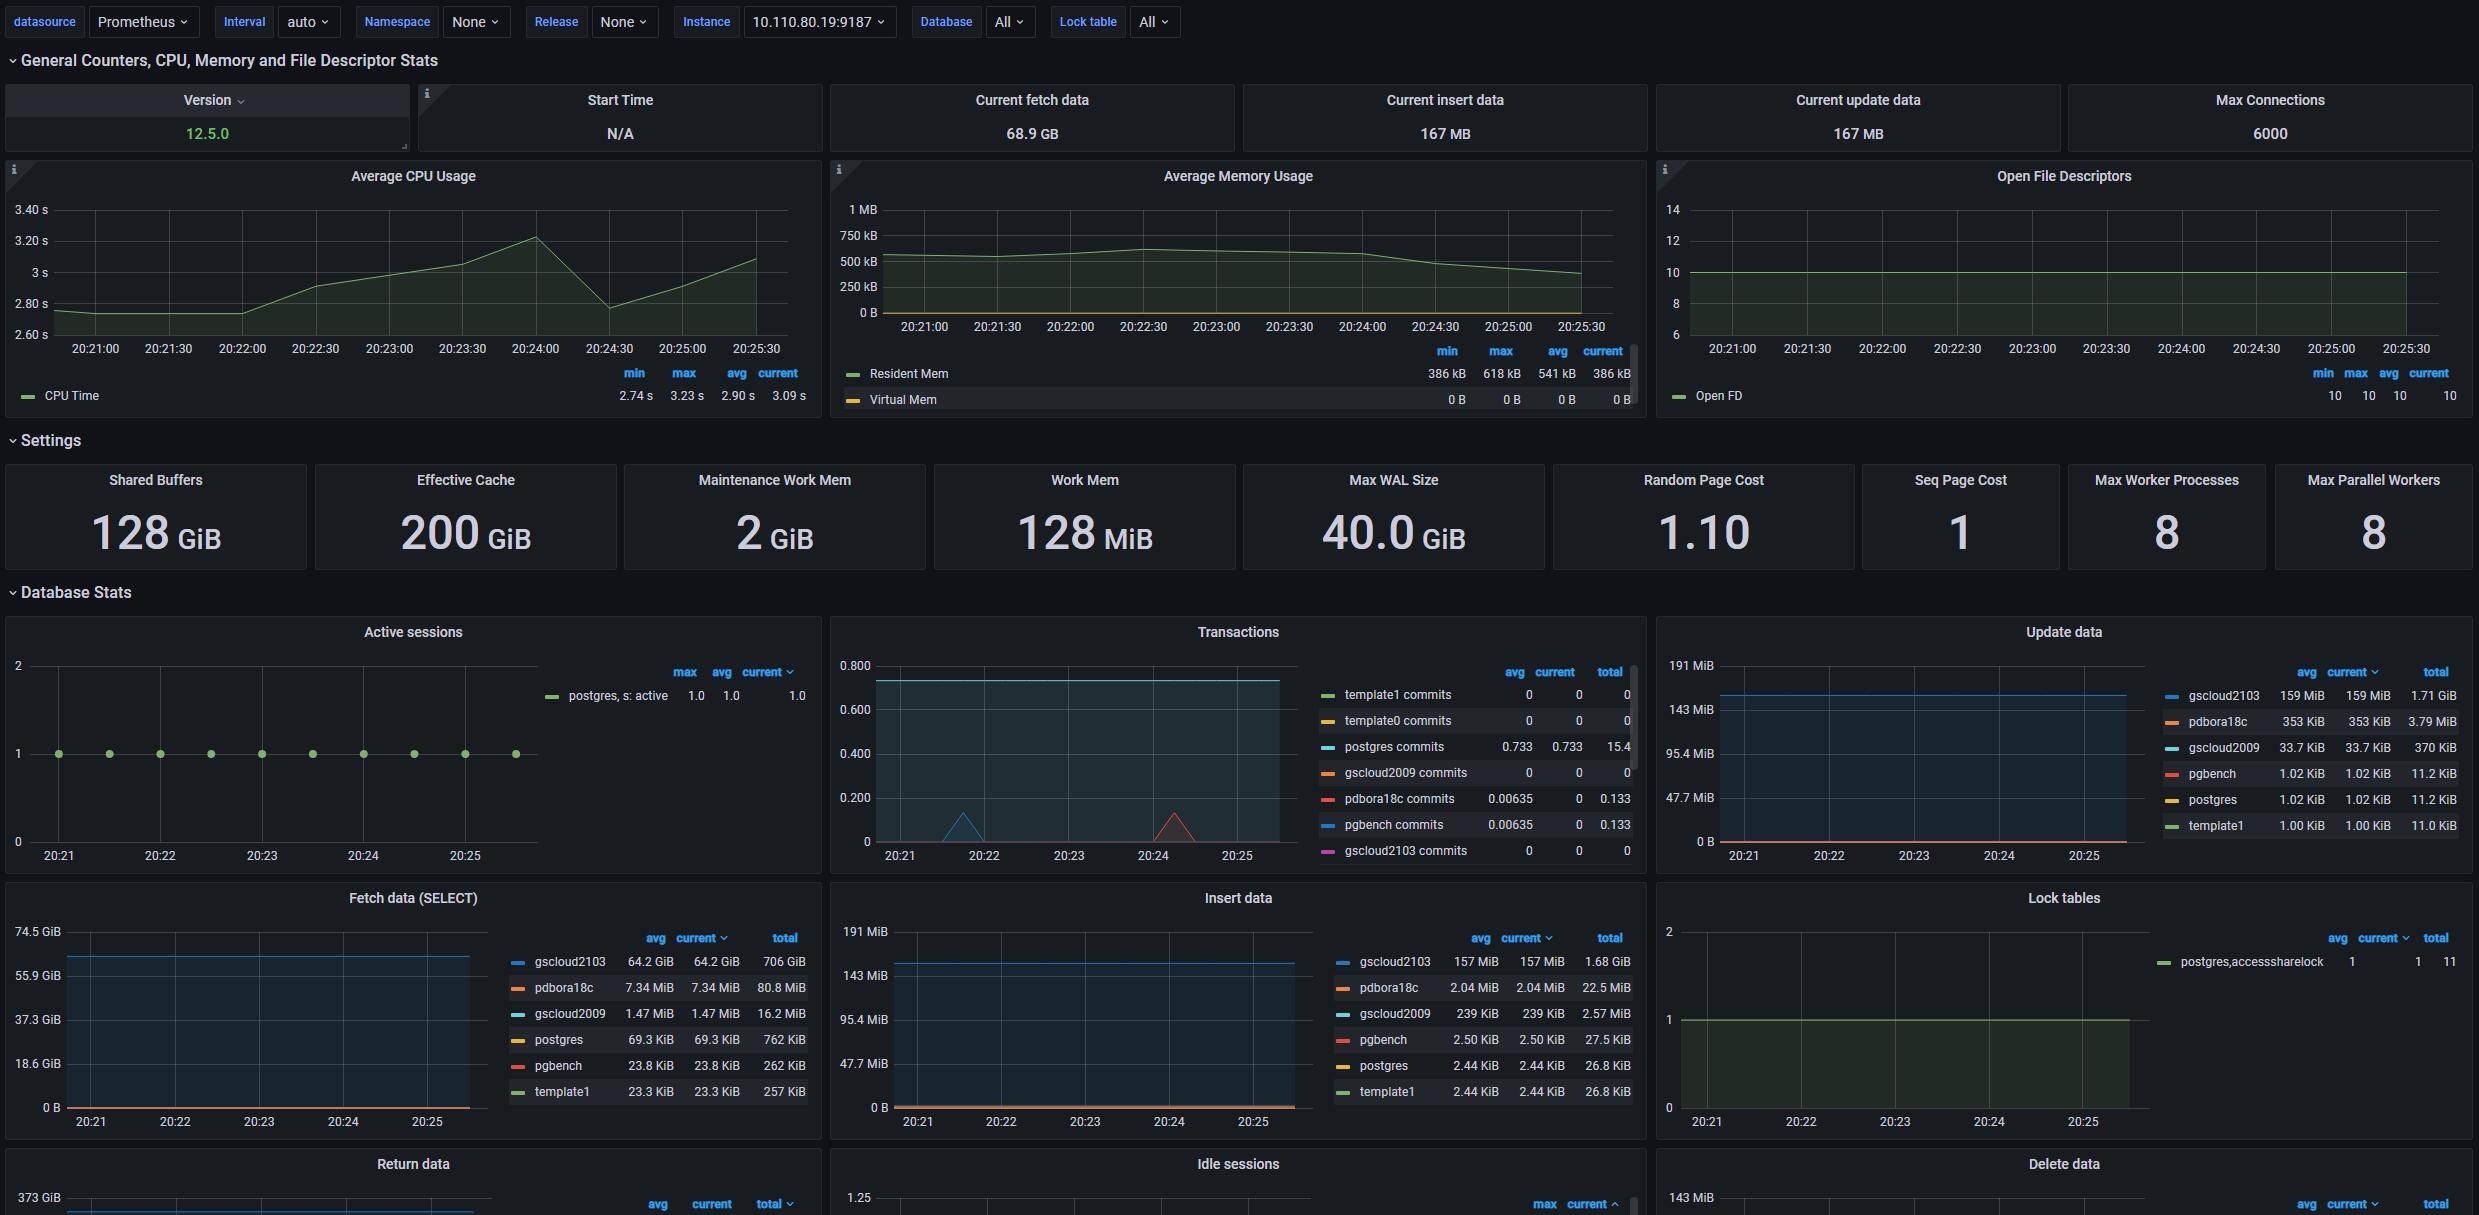 datasource Prometheus Interval auto Namespace None Release None Instance 10.110.80.19:9187 Database All Lock table All
General Counters, CPU, Memory and File Descriptor Stats
Version
12.5.0
Start Time
N/A
Current fetch data
68.9 GB
Current insert data
167 MB
Current update data
167 MB
Max Connections
6000
Average CPU Usage
3.40 s
3.20 s
3 s
2.80 s
2.60 s
20:21:00 20:21:30 20:22:00 20:22:30 20:23:00 20:23:30 20:24:00 20:24:30 20:25:00 20:25:30
min max avg current
CPU Time 2.74 s 3.23 s 2.90 s 3.09 s
Average Memory Usage
1 MB
750 kB
500 kB
250 kB
0 B
20:21:00 20:21:30 20:22:00 20:22:30 20:23:00 20:23:30 20:24:00 20:24:30 20:25:00 20:25:30
min max avg current
Resident Mem 386 kB 618 kB 541 kB 386 kB
Virtual Mem 0 B 0 B 0 B 0 B
Open File Descriptors
14
12
10
8
6
20:21:00 20:21:30 20:22:00 20:22:30 20:23:00 20:23:30 20:24:00 20:24:30 20:25:00 20:25:30
min max avg current
Open FD 10 10 10 10
Settings
Shared Buffers
128 GiB
Effective Cache
200 GiB
Maintenance Work Mem
2 GiB
Work Mem
128 MiB
Max WAL Size
40.0 GiB
Random Page Cost
1.10
Seq Page Cost
1
Max Worker Processes
8
Max Parallel Workers
8
Database Stats
Active sessions
2
1
0
20:21 20:22 20:23 20:24 20:25
max avg current
postgres, s: active 1.0 1.0 1.0
Transactions
0.800
0.600
0.400
0.200
0
20:21 20:22 20:23 20:24 20:25
avg current total
template1 commits 0 0 0
template0 commits 0 0 0
postgres commits 0.733 0.733 15.4
gscloud2009 commits 0 0 0
pdbora18c commits 0.00635 0 0.133
pgbench commits 0.00635 0 0.133
gscloud2103 commits 0 0 0
Update data
191 MiB
143 MiB
95.4 MiB
47.7 MiB
0 B
20:21 20:22 20:23 20:24 20:25
avg current total
gscloud2103 159 MiB 159 MiB 1.71 GiB
pdbora18c 353 KiB 353 KiB 3.79 MiB
gscloud2009 33.7 KiB 33.7 KiB 370 KiB
pgbench 1.02 KiB 1.02 KiB 11.2 KiB
postgres 1.02 KiB 1.02 KiB 11.2 KiB
template1 1.00 KiB 1.00 KiB 11.0 KiB
Fetch data (SELECT)
74.5 GiB
55.9 GiB
37.3 GiB
18.6 GiB
0 B
20:21 20:22 20:23 20:24 20:25
avg current total
gscloud2103 64.2 GiB 64.2 GiB 706 GiB
pdbora18c 7.34 MiB 7.34 MiB 80.8 MiB
gscloud2009 1.47 MiB 1.47 MiB 16.2 MiB
postgres 69.3 KiB 69.3 KiB 762 KiB
pgbench 23.8 KiB 23.8 KiB 262 KiB
template1 23.3 KiB 23.3 KiB 257 KiB
Insert data
191 MiB
143 MiB
95.4 MiB
47.7 MiB
0 B
20:21 20:22 20:23 20:24 20:25
avg current total
gscloud2103 157 MiB 157 MiB 1.68 GiB
pdbora18c 2.04 MiB 2.04 MiB 22.5 MiB
gscloud2009 239 KiB 239 KiB 2.57 MiB
pgbench 2.50 KiB 2.50 KiB 27.5 KiB
postgres 2.44 KiB 2.44 KiB 26.8 KiB
template1 2.44 KiB 2.44 KiB 26.8 KiB
Lock tables
2
1
0
20:21 20:22 20:23 20:24 20:25
avg current total
postgres,accesssharelock 1 1 11
Return data
373 GiB
avg current total
Idle sessions
1.25
max current
Delete data
143 MiB
avg current total